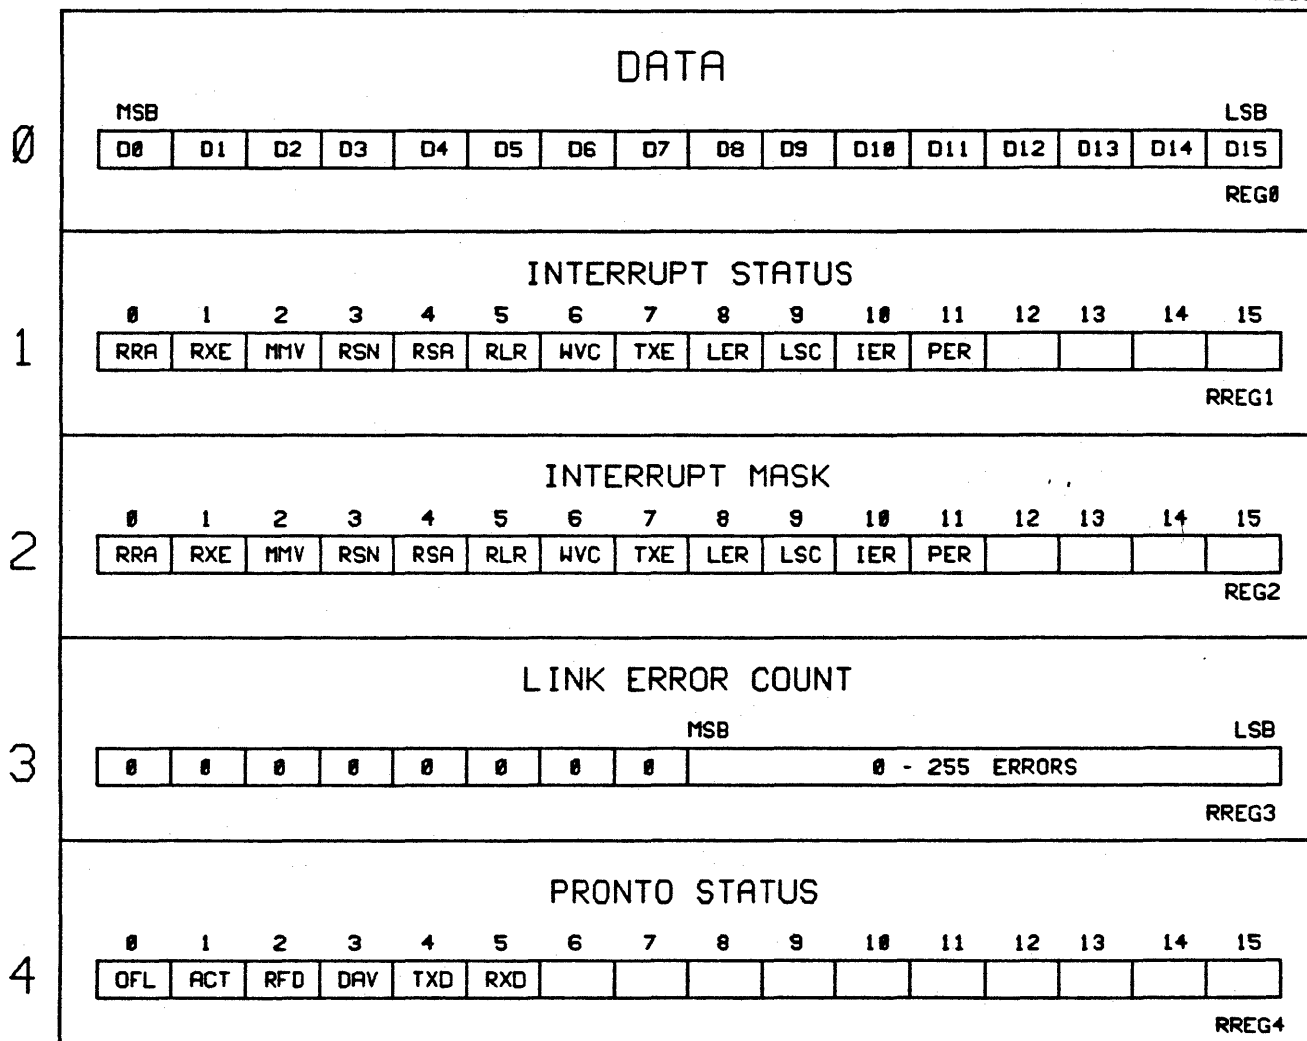 DATA
MSB LSB
0 D0 D1 D2 D3 D4 D5 D6 D7 D8 D9 D10 D11 D12 D13 D14 D15
REG0
INTERRUPT STATUS
0 1 2 3 4 5 6 7 8 9 10 11 12 13 14 15
1 RRA RXE MMV RSN RSA RLR WVC TXE LER LSC IER PER
RREG1
INTERRUPT MASK
0 1 2 3 4 5 6 7 8 9 10 11 12 13 14 15
2 RRA RXE MMV RSN RSA RLR WVC TXE LER LSC IER PER
REG2
LINK ERROR COUNT
MSB LSB
3 0 0 0 0 0 0 0 0 0 - 255 ERRORS
RREG3
PRONTO STATUS
0 1 2 3 4 5 6 7 8 9 10 11 12 13 14 15
4 OFL ACT RFD DAV TXD RXD
RREG4